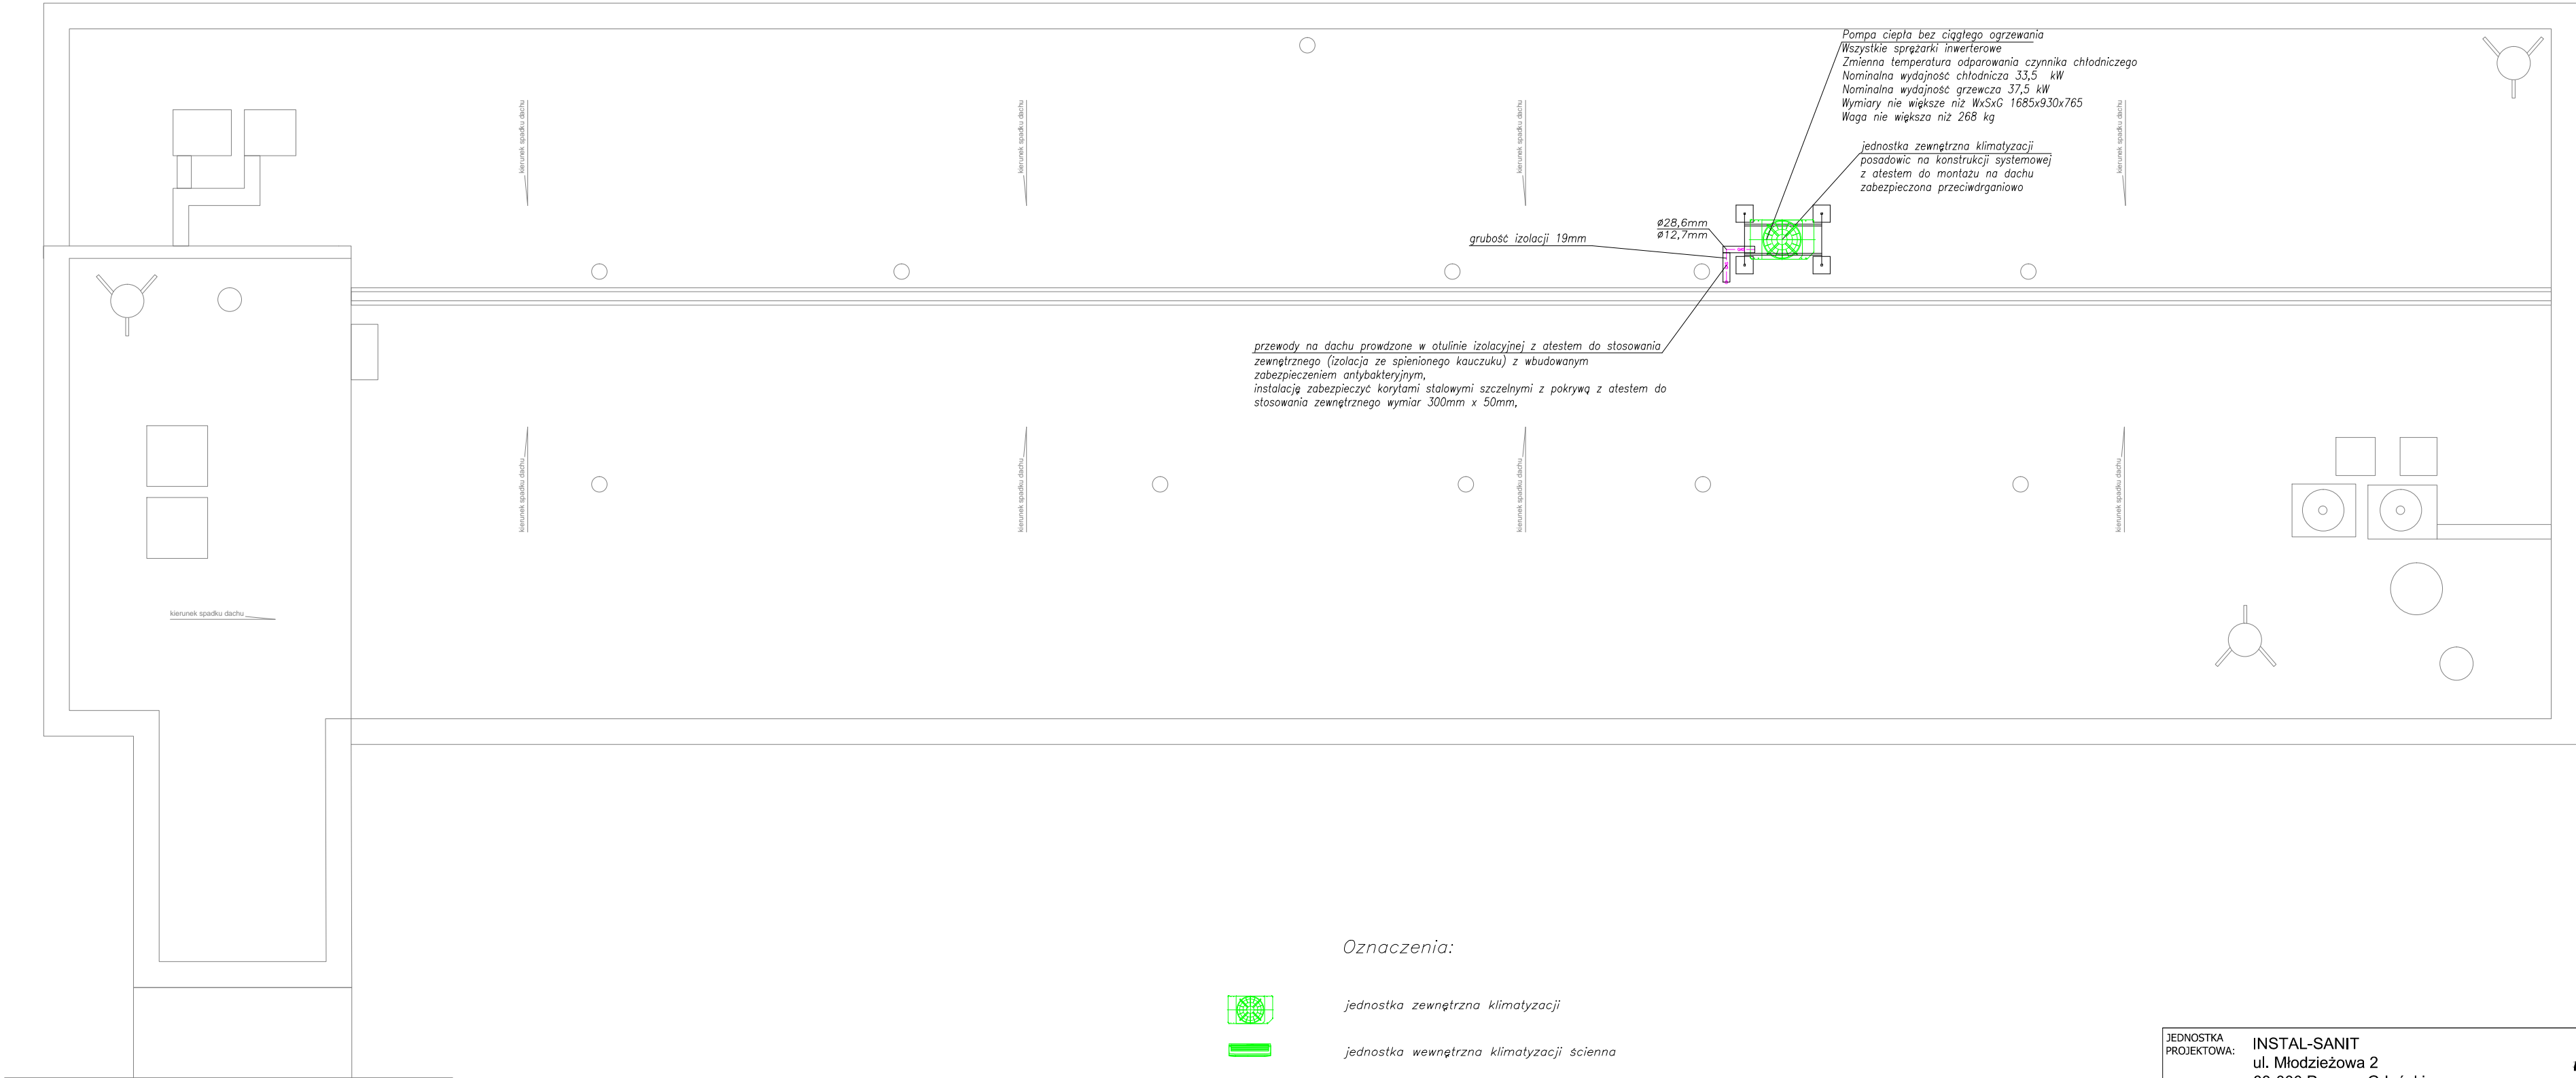 Pompa ciepła bez ciągłego ogrzewania
Wszystkie sprężarki inwerterowe
Zmienna temperatura odparowania czynnika chłodniczego
Nominalna wydajność chłodnicza 33,5 kW
Nominalna wydajność grzewcza 37,5 kW
Wymiary nie większe niż WxSxG 1685x930x765
Waga nie większa niż 268 kg
kierunek spadku dachu
kierunek spadku dachu
kierunek spadku dachu
kierunek spadku dachu
jednostka zewnętrzna klimatyzacji
posadowic na konstrukcji systemowej
z atestem do montażu na dachu
zabezpieczona przeciwdrganiowo
ø28,6mm
ø12,7mm
grubość izolacji 19mm
przewody na dachu prowdzone w otulinie izolacyjnej z atestem do stosowania
zewnętrznego (izolacja ze spienionego kauczuku) z wbudowanym
zabezpieczeniem antybakteryjnym,
instalację zabezpieczyć korytami stalowymi szczelnymi z pokrywą z atestem do
stosowania zewnętrznego wymiar 300mm x 50mm,
kierunek spadku dachu
kierunek spadku dachu
kierunek spadku dachu
kierunek spadku dachu
kierunek spadku dachu
Oznaczenia:
jednostka zewnętrzna klimatyzacji
jednostka wewnętrzna klimatyzacji ścienna
JEDNOSTKA
PROJEKTOWA:
INSTAL-SANIT
ul. Młodzieżowa 2